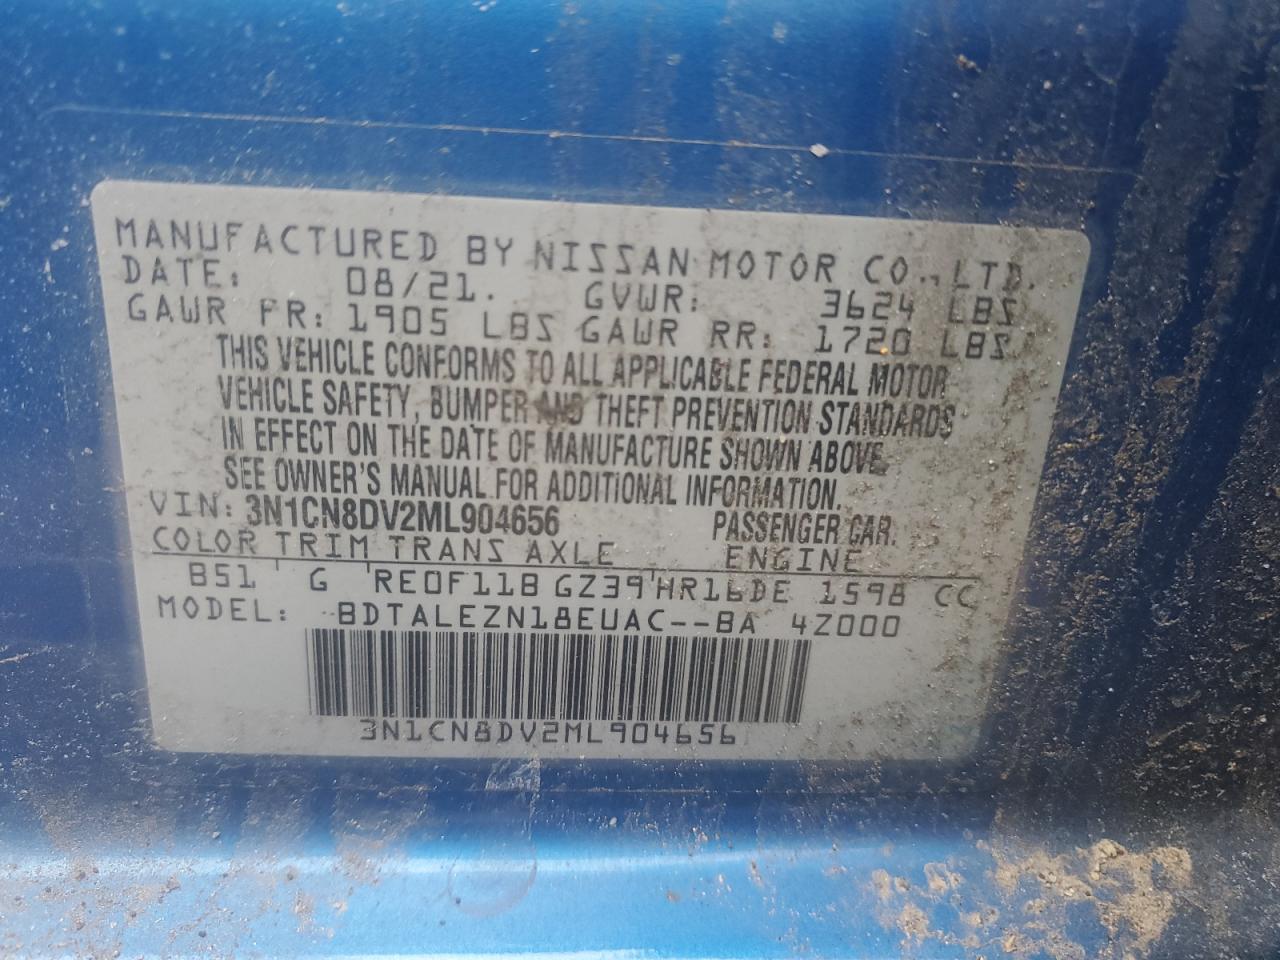 MANUFACTURED BY NISSAN MOTOR CO., LTD.
DATE: 08/21. GVWR: 3624 LBS
GAWR FR: 1905 LBS GAWR RR: 1720 LBS
THIS VEHICLE CONFORMS TO ALL APPLICABLE FEDERAL MOTOR
VEHICLE SAFETY, BUMPER AND THEFT PREVENTION STANDARDS
IN EFFECT ON THE DATE OF MANUFACTURE SHOWN ABOVE.
SEE OWNER'S MANUAL FOR ADDITIONAL INFORMATION.
VIN: 3N1CN8DV2ML904656 PASSENGER CAR.
COLOR TRIM TRANS AXLE ENGINE
B51 G RE0F11B GZ39 HR16DE 1598 CC
MODEL: BDTALEZN18EUAC--BA 4Z000
3N1CN8DV2ML904656